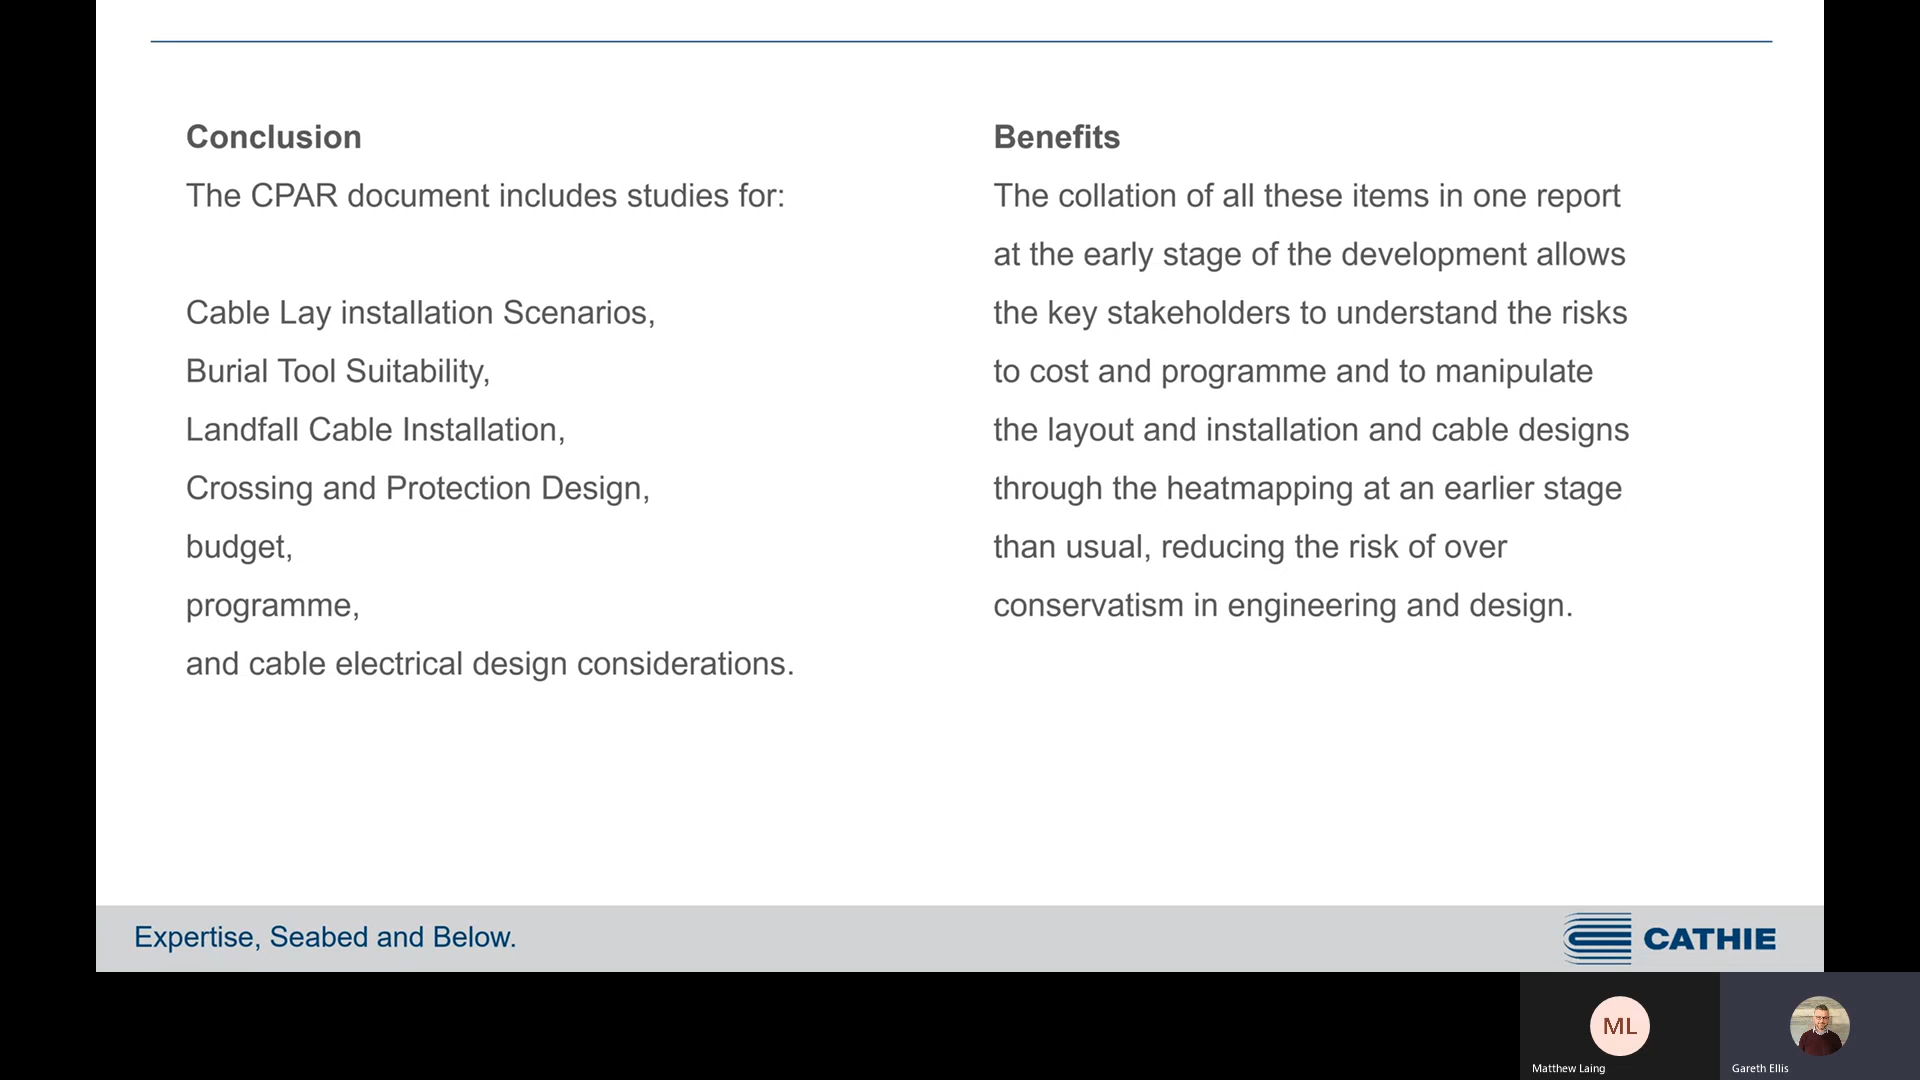 Conclusion
The CPAR document includes studies for:
Cable Lay installation Scenarios,
Burial Tool Suitability,
Landfall Cable Installation,
Crossing and Protection Design,
budget,
programme,
and cable electrical design considerations.
Benefits
The collation of all these items in one report
at the early stage of the development allows
the key stakeholders to understand the risks
to cost and programme and to manipulate
the layout and installation and cable designs
through the heatmapping at an earlier stage
than usual, reducing the risk of over
conservatism in engineering and design.
Expertise, Seabed and Below.
CATHIE
ML
Matthew Laing
Gareth Ellis